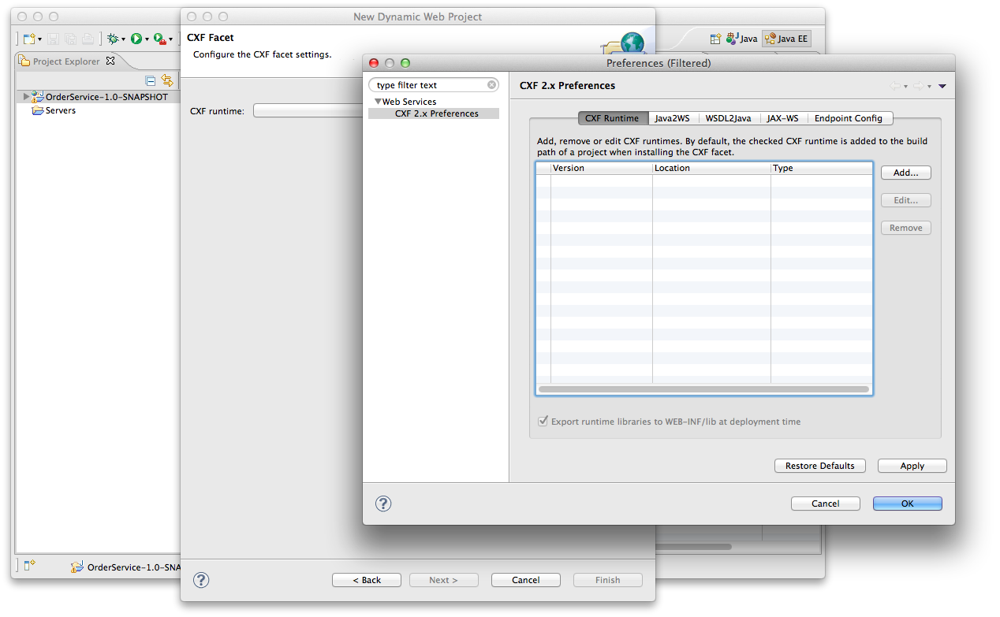 New Dynamic Web Project
Java
Java EE
Project Explorer
OrderService-1.0-SNAPSHOT
Servers
OrderService-1.0-SNA
CXF Facet
Configure the CXF facet settings.
CXF runtime:
< Back
Next >
Cancel
Finish
Preferences (Filtered)
type filter text
Web Services
CXF 2.x Preferences
CXF 2.x Preferences
CXF Runtime
Java2WS
WSDL2Java
JAX-WS
Endpoint Config
Add, remove or edit CXF runtimes. By default, the checked CXF runtime is added to the build
path of a project when installing the CXF facet.
Version
Location
Type
Add...
Edit...
Remove
Export runtime libraries to WEB-INF/lib at deployment time
Restore Defaults
Apply
?
Cancel
OK
?